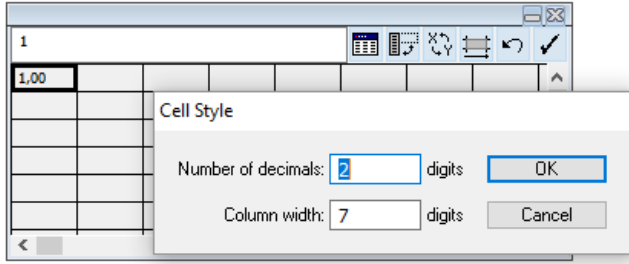 1
1,00
Cell Style
Number of decimals: 2 digits OK
Column width: 7 digits Cancel